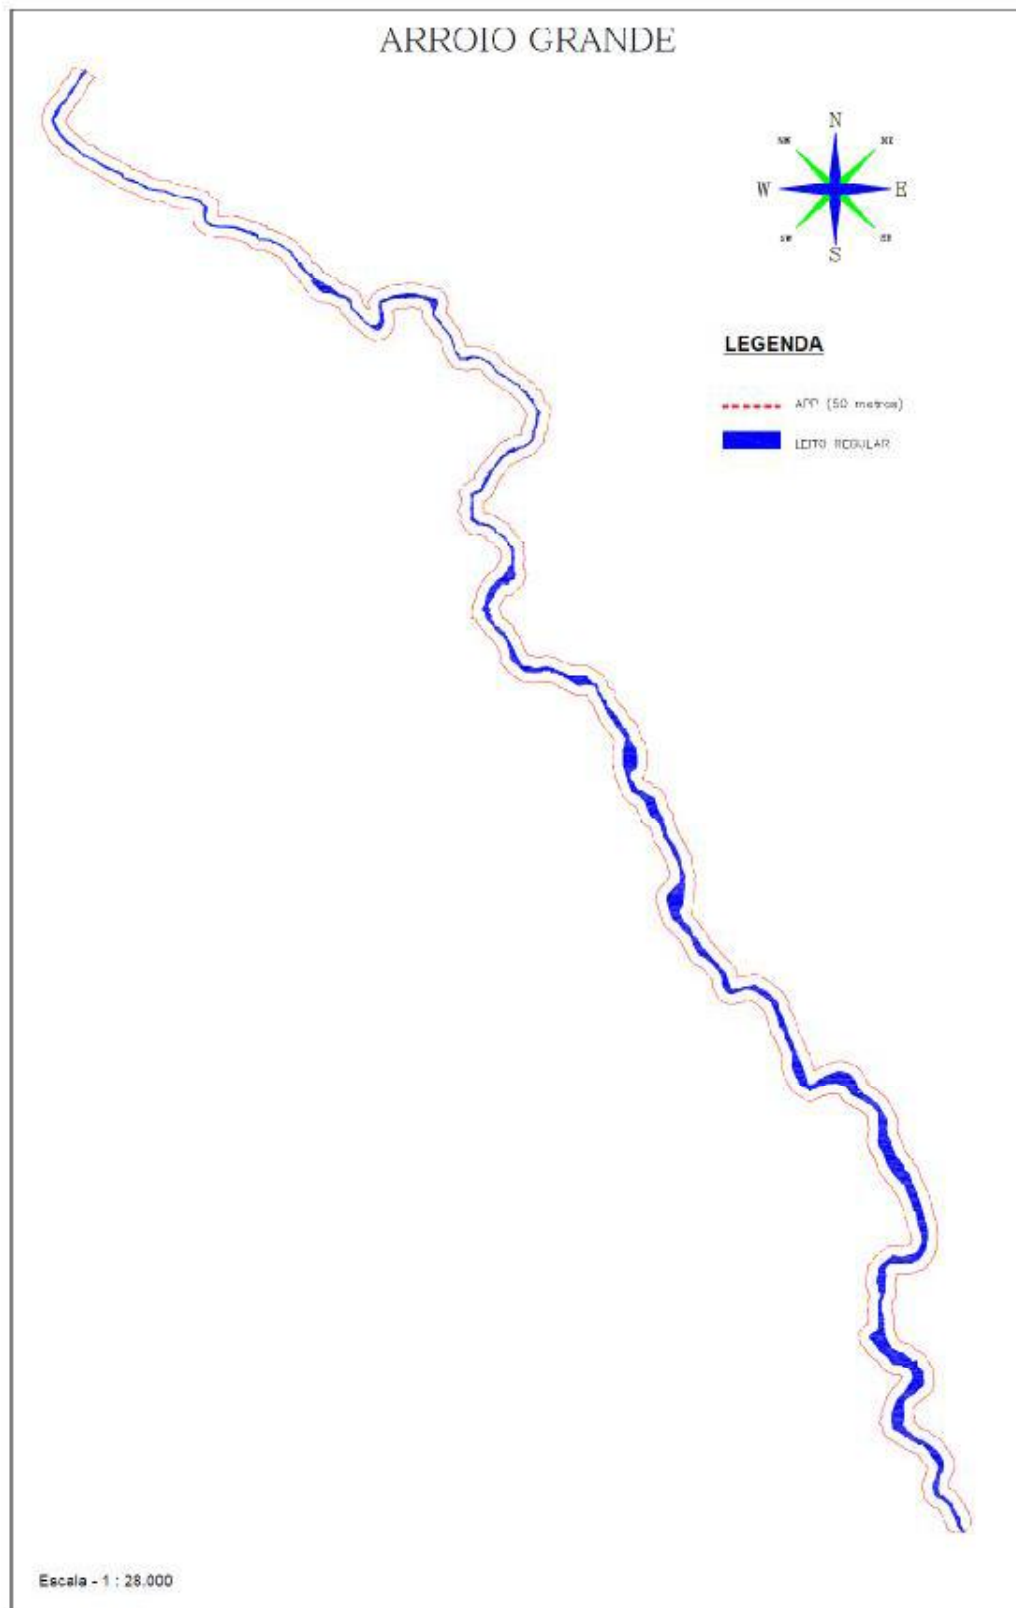 ARROIO GRANDE
N
W E
S
LEGENDA
APP (50 metros)
LEITO REGULAR
Escala - 1 : 28.000